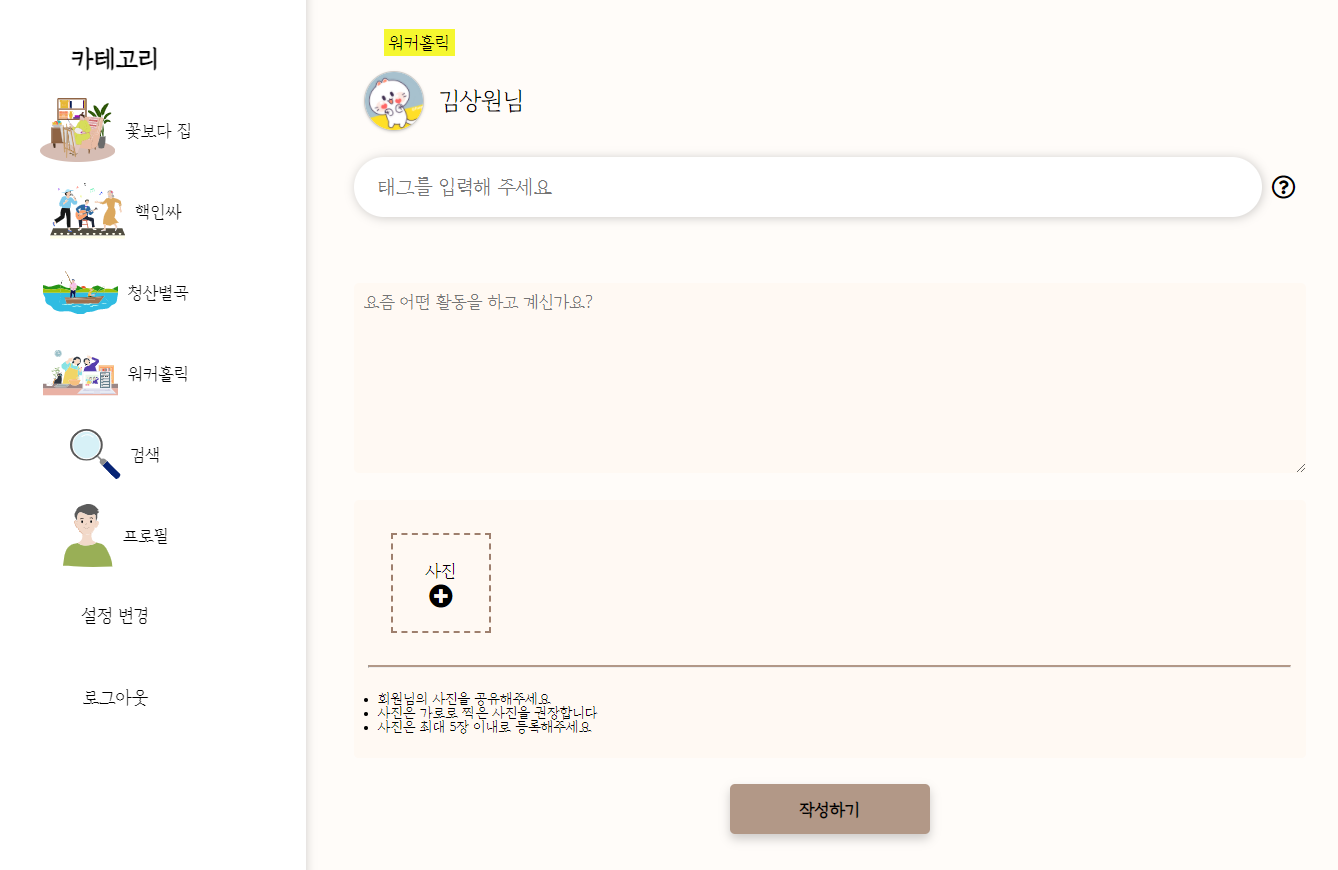 카테고리
꽃보다 집
핵인싸
청산별곡
워커홀릭
검색
프로필
설정 변경
로그아웃
워커홀릭
김상원님
태그를 입력해 주세요
요즘 어떤 활동을 하고 계신가요?
사진
회원님의 사진을 공유해주세요
사진은 가로로 찍은 사진을 권장합니다
사진은 최대 5장 이내로 등록해주세요
작성하기